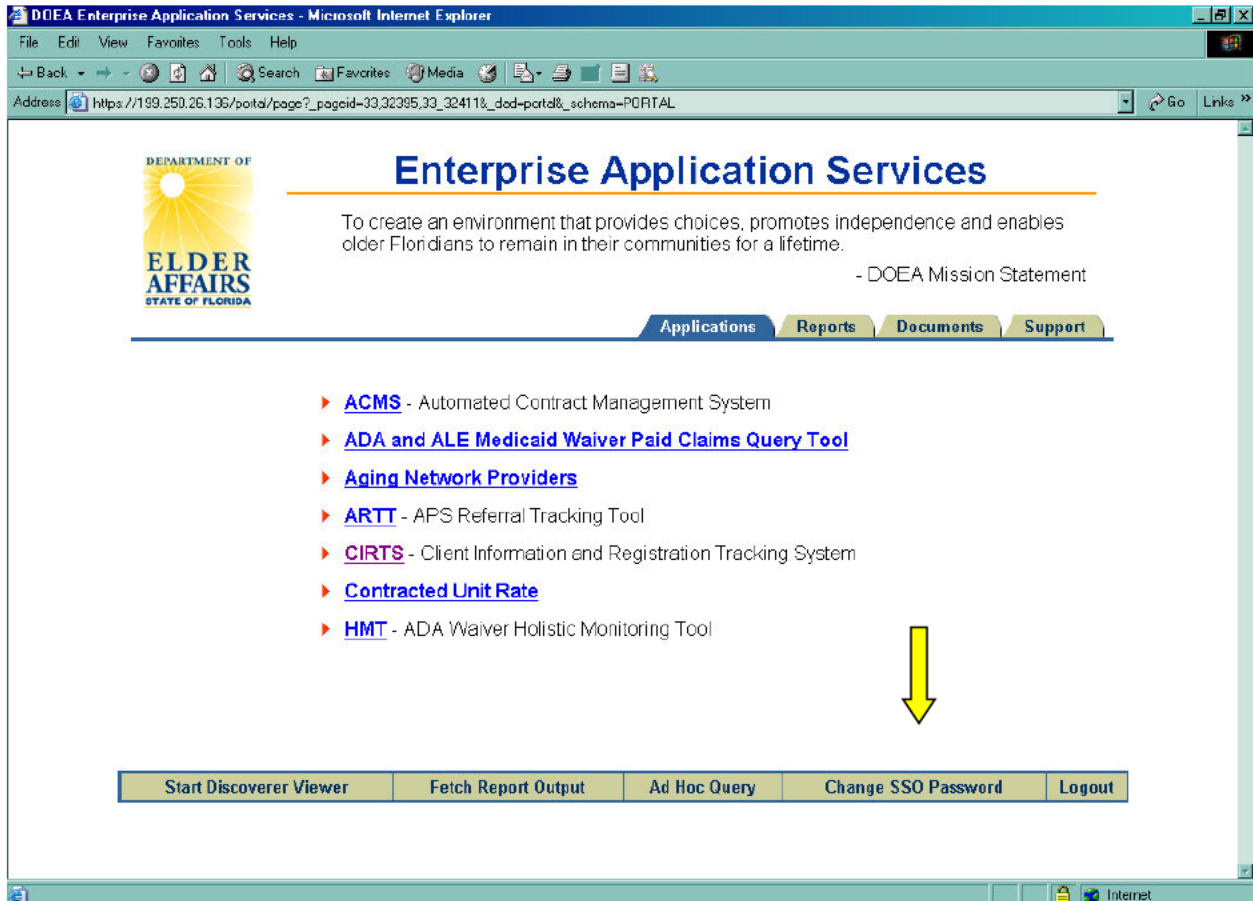 DOEA Enterprise Application Services - Microsoft Internet Explorer
File Edit View Favorites Tools Help
Back Search Favorites Media
Address https://199.250.26.136/portal/page?_pageid=33,32395,33_32411&_dad=portal&_schema=PORTAL Go Links »
DEPARTMENT OF
ELDER
AFFAIRS
STATE OF FLORIDA
Enterprise Application Services
To create an environment that provides choices, promotes independence and enables
older Floridians to remain in their communities for a lifetime.
- DOEA Mission Statement
Applications Reports Documents Support
ACMS - Automated Contract Management System
ADA and ALE Medicaid Waiver Paid Claims Query Tool
Aging Network Providers
ARTT - APS Referral Tracking Tool
CIRTS - Client Information and Registration Tracking System
Contracted Unit Rate
HMT - ADA Waiver Holistic Monitoring Tool
Start Discoverer Viewer Fetch Report Output Ad Hoc Query Change SSO Password Logout
Internet